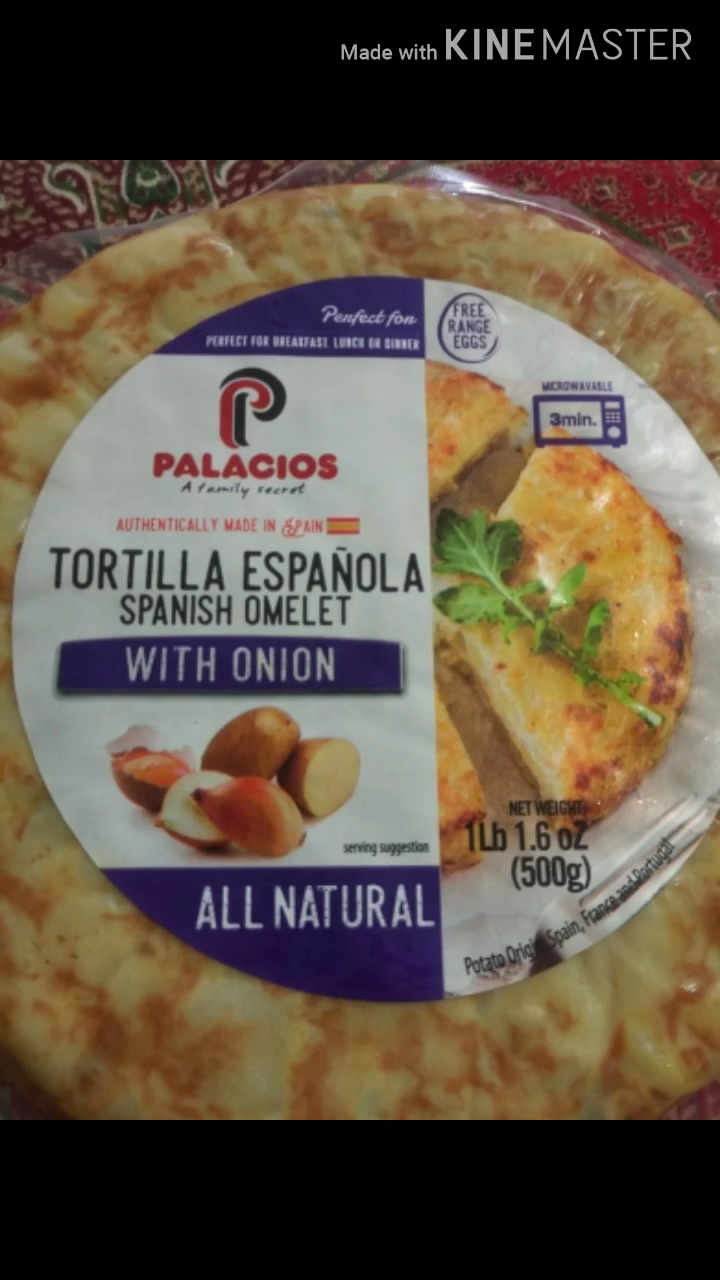 Made with KINEMASTER
Perfect for
PERFECT FOR BREAKFAST, LUNCH OR DINNER
FREE
RANGE
EGGS
MICROWAVABLE
3min.
PALACIOS
A family secret
AUTHENTICALLY MADE IN SPAIN
TORTILLA ESPAÑOLA
SPANISH OMELET
WITH ONION
serving suggestion
NET WEIGHT:
1Lb 1.6 oZ
(500g)
ALL NATURAL
Potato Origin: Spain, France and Portugal